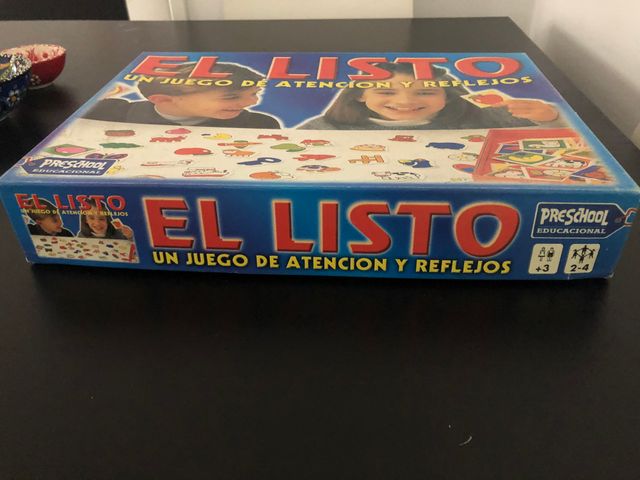 EL LISTO
UN JUEGO DE ATENCION Y REFLEJOS
PRESCHOOL
EDUCACIONAL
EL LISTO
UN JUEGO DE ATENCION Y REFLEJOS
EL LISTO
UN JUEGO DE ATENCION Y REFLEJOS
PRESCHOOL
EDUCACIONAL
+3
2-4